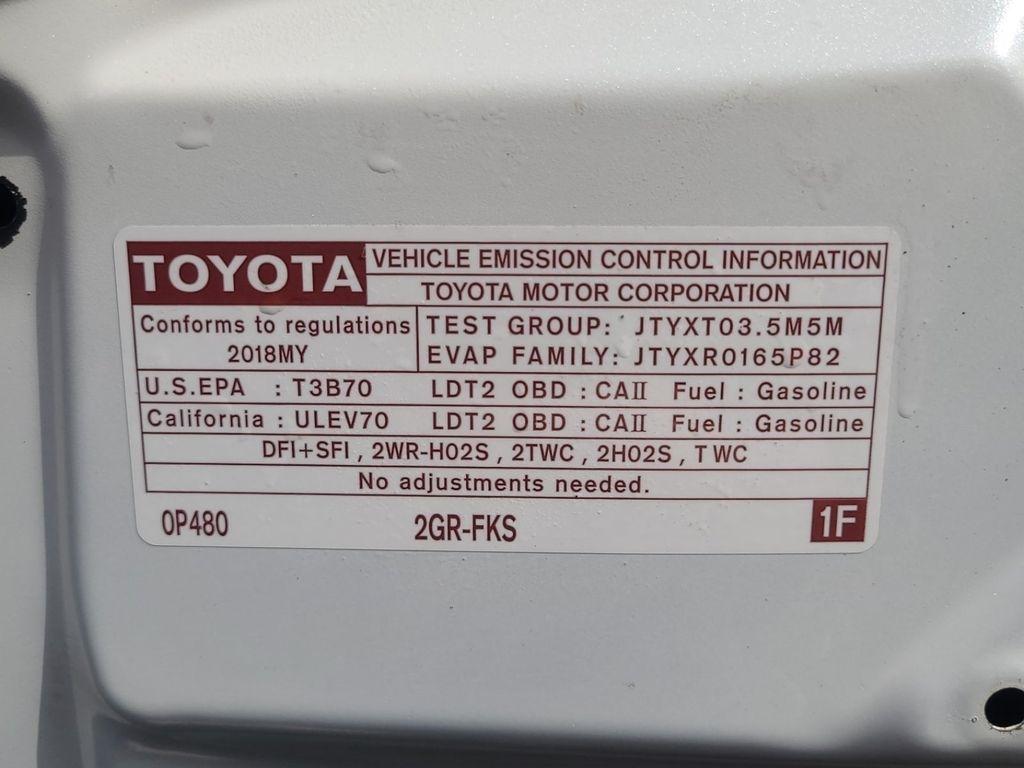 TOYOTA VEHICLE EMISSION CONTROL INFORMATION
TOYOTA MOTOR CORPORATION
Conforms to regulations TEST GROUP: JTYXT03.5M5M
2018MY EVAP FAMILY: JTYXR0165P82
U.S.EPA : T3B70 LDT2 OBD : CAII Fuel : Gasoline
California : ULEV70 LDT2 OBD : CAII Fuel : Gasoline
DFI+SFI , 2WR-HO2S , 2TWC , 2HO2S , TWC
No adjustments needed.
0P480 2GR-FKS 1F